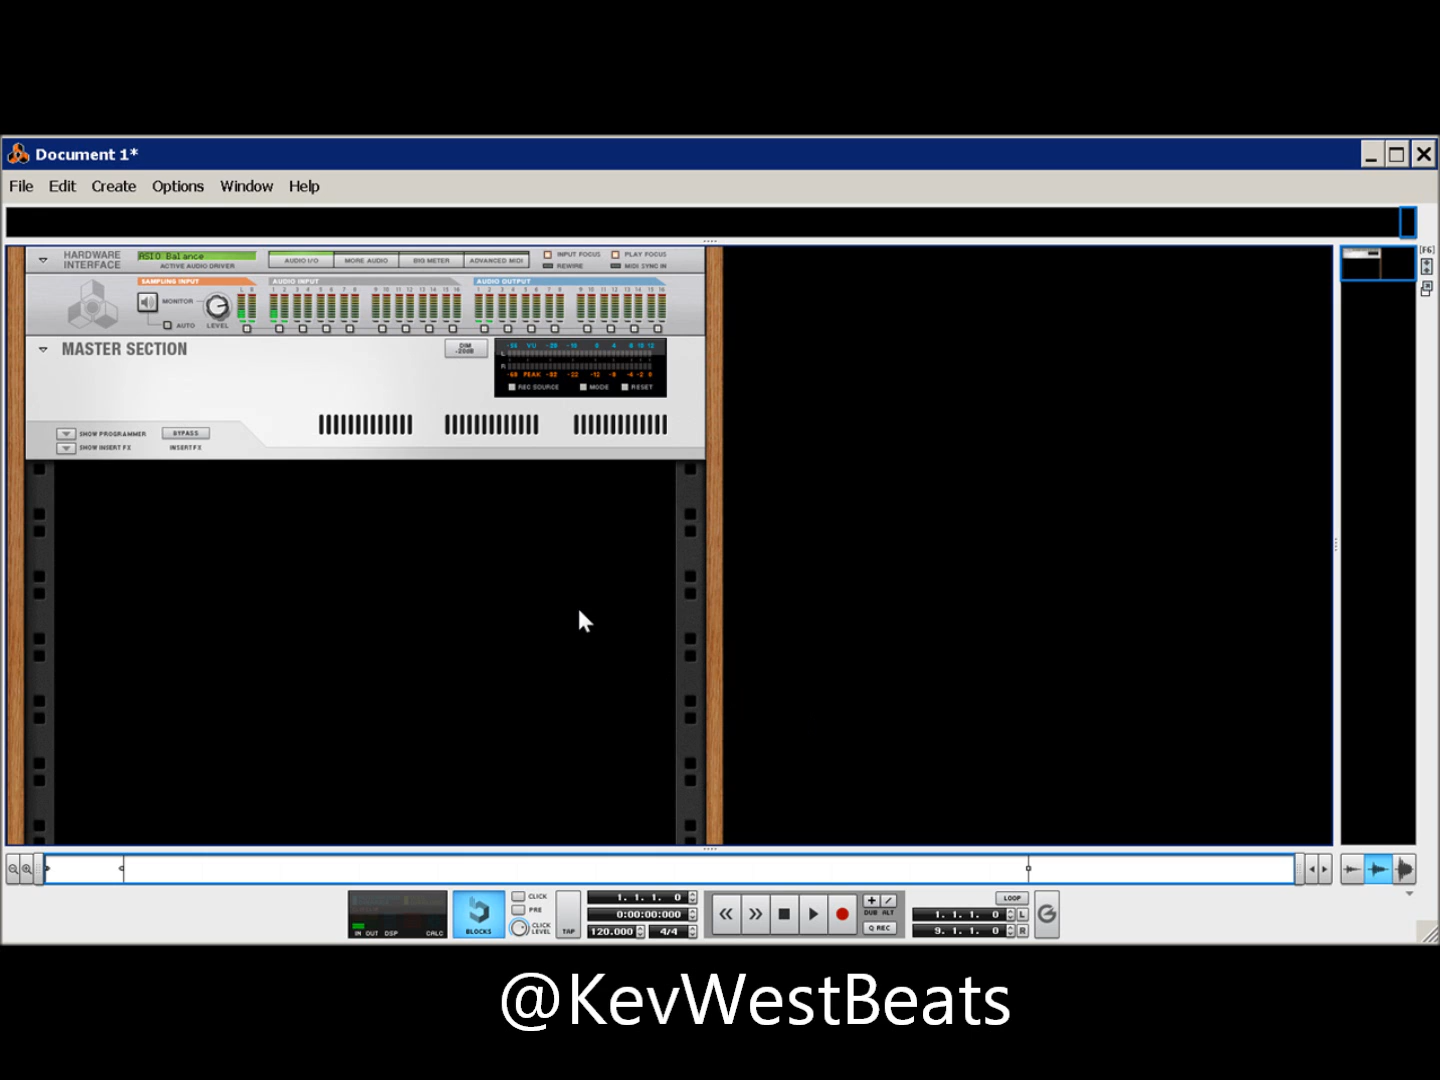 Document 1*
File Edit Create Options Window Help
[F6]
HARDWARE INTERFACE
ASIO Balance
ACTIVE AUDIO DRIVER
AUDIO I/O MORE AUDIO BIG METER ADVANCED MIDI
INPUT FOCUS PLAY FOCUS
REWIRE MIDI SYNC IN
SAMPLING INPUT AUDIO INPUT AUDIO OUTPUT
MONITOR
AUTO LEVEL
MASTER SECTION
DIM -20dB
VU
L
R
PEAK
REC SOURCE MODE RESET
SHOW PROGRAMMER BYPASS
SHOW INSERT FX INSERT FX
IN OUT DSP CALC
BLOCKS
CLICK
PRE
CLICK LEVEL
TAP
1. 1. 1. 0
0:00:00:000
120.000 4/4
DUB ALT
Q REC
LOOP
1. 1. 1. 0 L
9. 1. 1. 0 R
@KevWestBeats